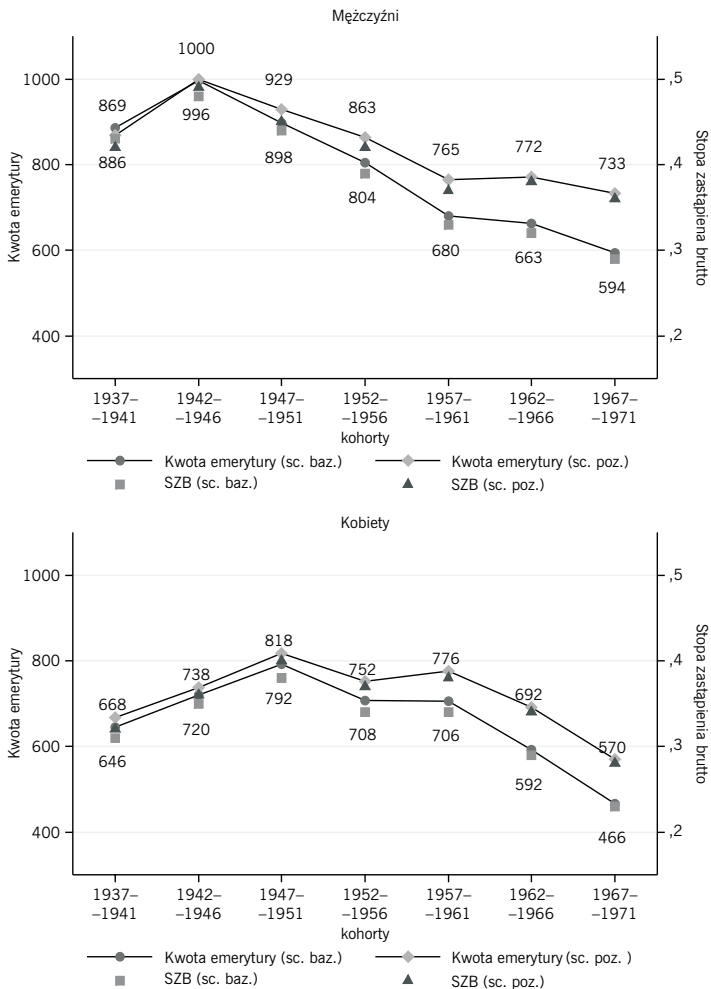 Mężczyźni
Kwota emerytury
1000
800
600
400
,5
,4
,3
,2
Stopa zastąpiena brutto
869
1000
929
863
765
772
733
886
996
898
804
680
663
594
1937– 1942– 1947– 1952– 1957– 1962– 1967–
–1941 –1946 –1951 –1956 –1961 –1966 –1971
kohorty
Kwota emerytury (sc. baz.) Kwota emerytury (sc. poz.)
SZB (sc. baz.) SZB (sc. poz.)
Kobiety
Kwota emerytury
1000
800
600
400
,5
,4
,3
,2
Stopa zastąpienia brutto
668
738
818
752
776
692
570
646
720
792
708
706
592
466
1937– 1942– 1947– 1952– 1957– 1962– 1967–
–1941 –1946 –1951 –1956 –1961 –1966 –1971
kohorty
Kwota emerytury (sc. baz.) Kwota emerytury (sc. poz. )
SZB (sc. baz.) SZB (sc. poz.)